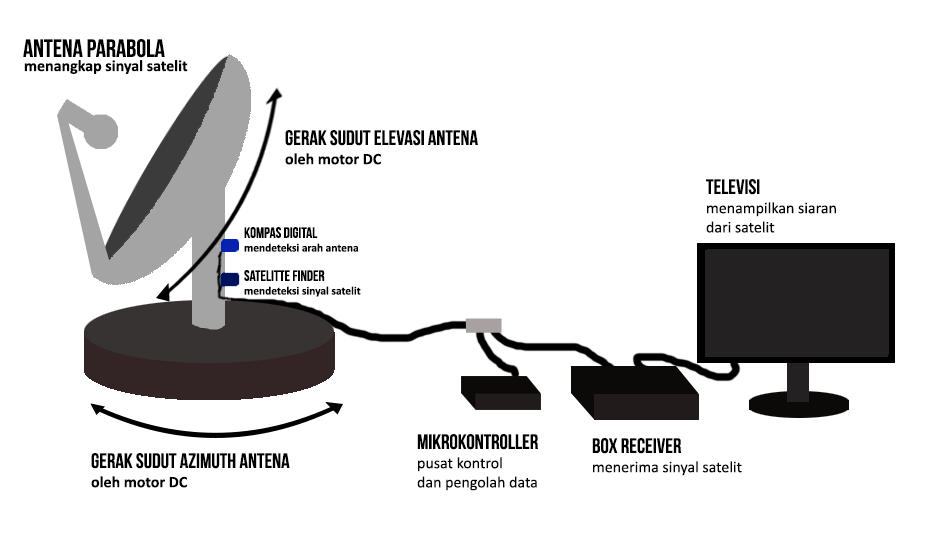 ANTENA PARABOLA
menangkap sinyal satelit
GERAK SUDUT ELEVASI ANTENA
oleh motor DC
TELEVISI
menampilkan siaran
dari satelit
KOMPAS DIGITAL
mendeteksi arah antena
SATELITTE FINDER
mendeteksi sinyal satelit
GERAK SUDUT AZIMUTH ANTENA
oleh motor DC
MIKROKONTROLLER
pusat kontrol
dan pengolah data
BOX RECEIVER
menerima sinyal satelit